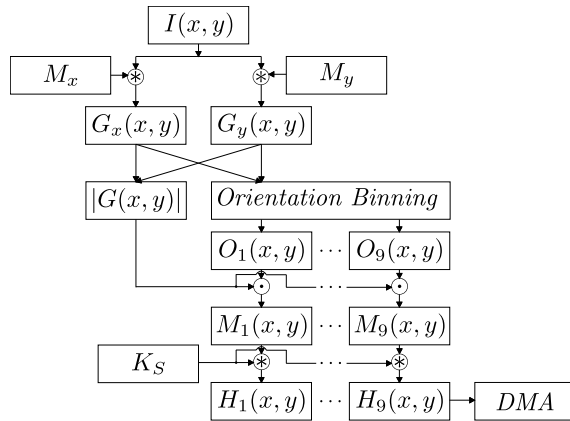 I(x, y)
M_x
⊛
⊛
M_y
G_x(x, y)
G_y(x, y)
|G(x, y)|
Orientation Binning
O_1(x, y) ··· O_9(x, y)
⊙ ··· ⊙
M_1(x, y) ··· M_9(x, y)
K_S
⊛ ··· ⊛
H_1(x, y) ··· H_9(x, y)
DMA